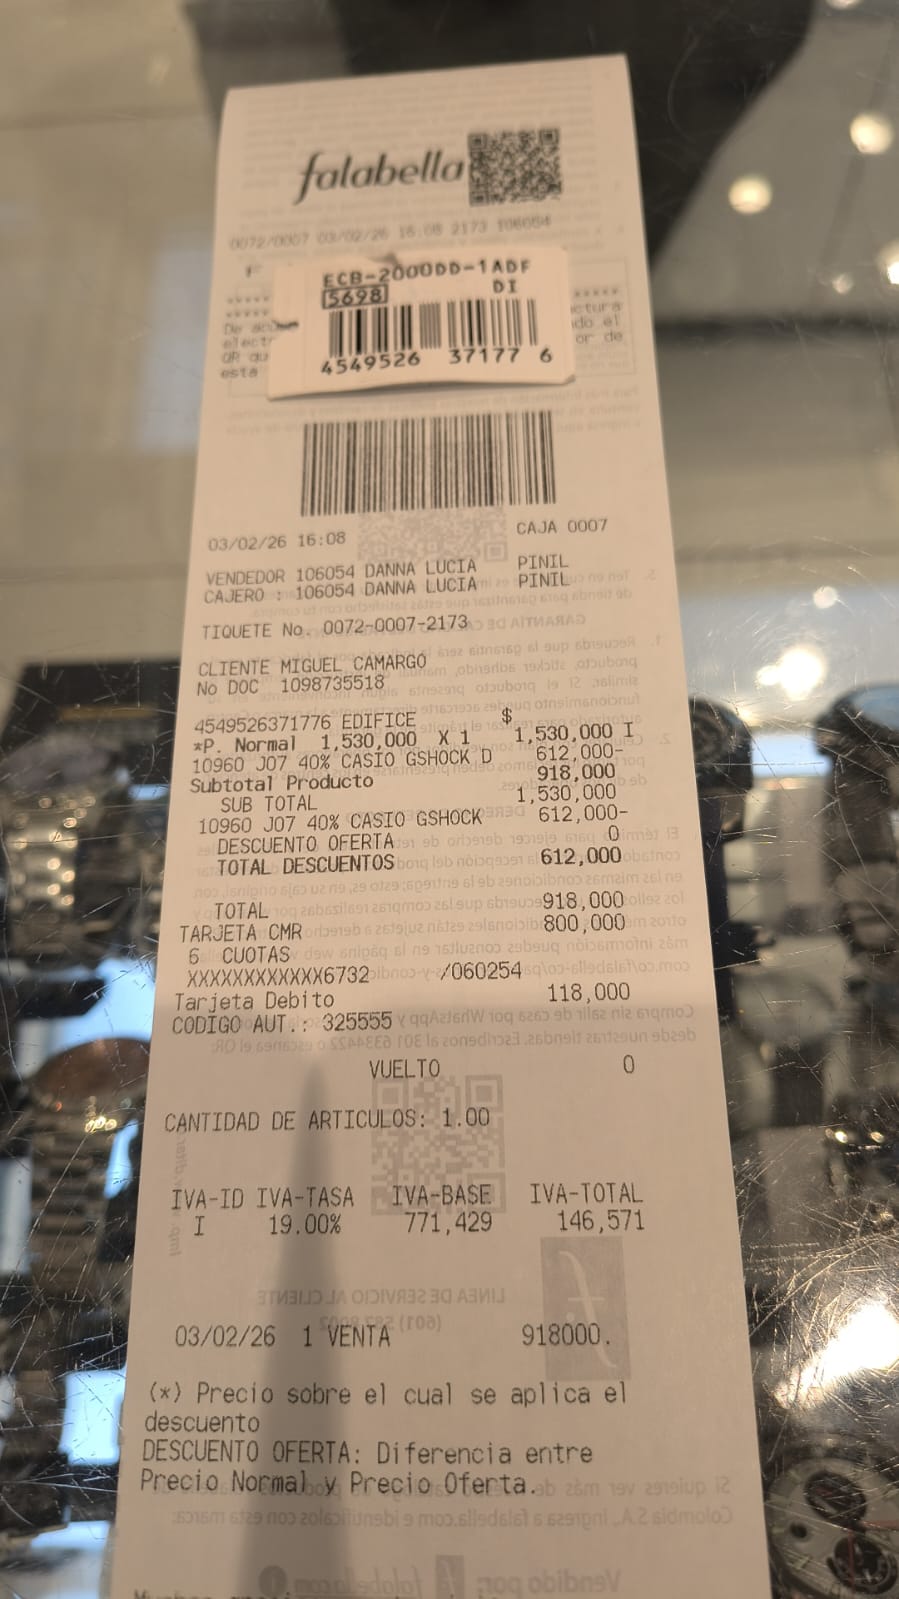 falabella
0072/0007 03/02/26 16:08 2173 106054
ECB-2000DD-1ADF
5698 DI
4549526 37177 6
03/02/26 16:08 CAJA 0007
VENDEDOR 106054 DANNA LUCIA PINIL
CAJERO : 106054 DANNA LUCIA PINIL
TIQUETE No. 0072-0007-2173
CLIENTE MIGUEL CAMARGO
No DOC 1098735518
4549526371776 EDIFICE $
*P. Normal 1,530,000 X 1 1,530,000 I
10960 J07 40% CASIO GSHOCK D 612,000-
Subtotal Producto 918,000
SUB TOTAL 1,530,000
10960 J07 40% CASIO GSHOCK 612,000-
DESCUENTO OFERTA 0
TOTAL DESCUENTOS 612,000
TOTAL 918,000
TARJETA CMR 800,000
6 CUOTAS
XXXXXXXXXXXX6732 /060254
Tarjeta Debito 118,000
CODIGO AUT.: 325555
VUELTO 0
CANTIDAD DE ARTICULOS: 1.00
IVA-ID IVA-TASA IVA-BASE IVA-TOTAL
I 19.00% 771,429 146,571
03/02/26 1 VENTA 918000.
(*) Precio sobre el cual se aplica el
descuento
DESCUENTO OFERTA: Diferencia entre
Precio Normal y Precio Oferta.